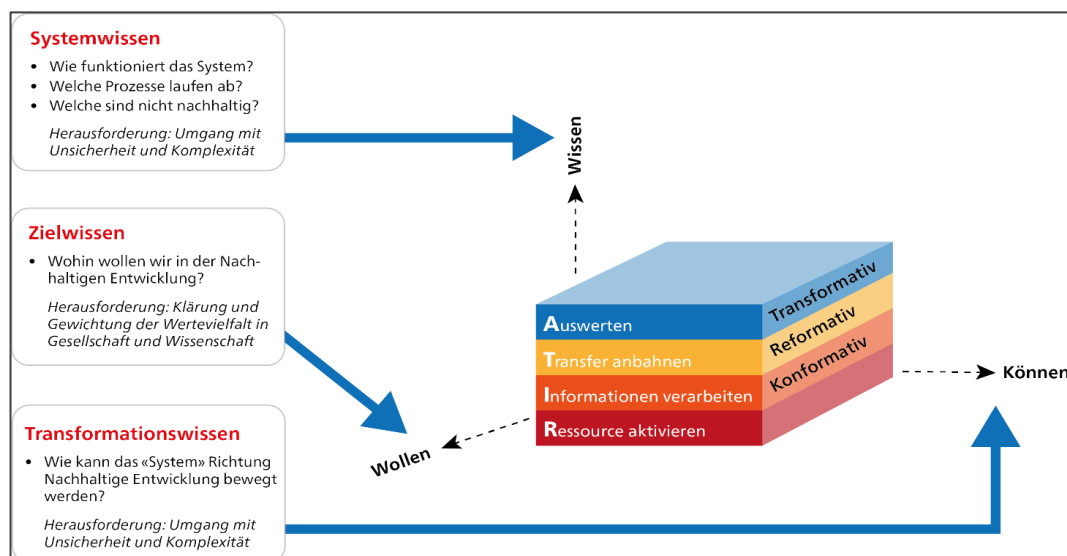 Systemwissen
• Wie funktioniert das System?
• Welche Prozesse laufen ab?
• Welche sind nicht nachhaltig?
Herausforderung: Umgang mit
Unsicherheit und Komplexität
Zielwissen
• Wohin wollen wir in der Nach-
haltigen Entwicklung?
Herausforderung: Klärung und
Gewichtung der Wertevielfalt in
Gesellschaft und Wissenschaft
Transformationswissen
• Wie kann das «System» Richtung
Nachhaltige Entwicklung bewegt
werden?
Herausforderung: Umgang mit
Unsicherheit und Komplexität
Wissen
Wollen
Können
Auswerten
Transfer anbahnen
Informationen verarbeiten
Ressource aktivieren
Transformativ
Reformativ
Konformativ